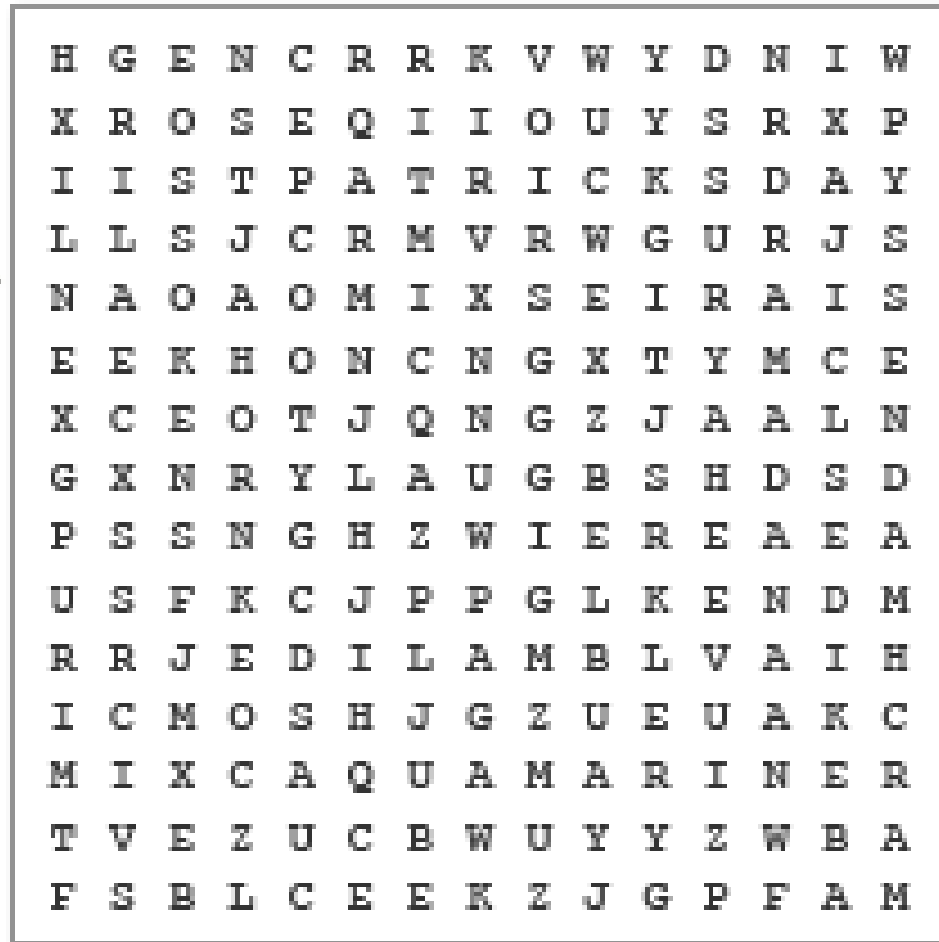 H G E N C R R K V W Y D N I W
X R O S E Q I I O U Y S R X P
I I S T P A T R I C K S D A Y
L L S J C R M V R W G U R J S
N A O A O M I X S E I R A I S
E E K H O N C N G X T Y M C E
X C E O T J Q N G Z J A A L N
G X N R Y L A U G B S H D S D
P S S N G H Z W I E R E A E A
U S F K C J P P G L K E N D M
R R J E D I L A M B L V A I H
I C M O S H J G Z U E U A K C
M I X C A Q U A M A R I N E R
T V E Z U C B W U Y Y Z W B A
F S B L C E E K Z J G P F A M